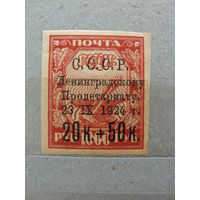 ПОЧТА
С.С.С.Р.
Ленинградскому
Пролетариату.
23.IX 1924 г.
20к.+50к.